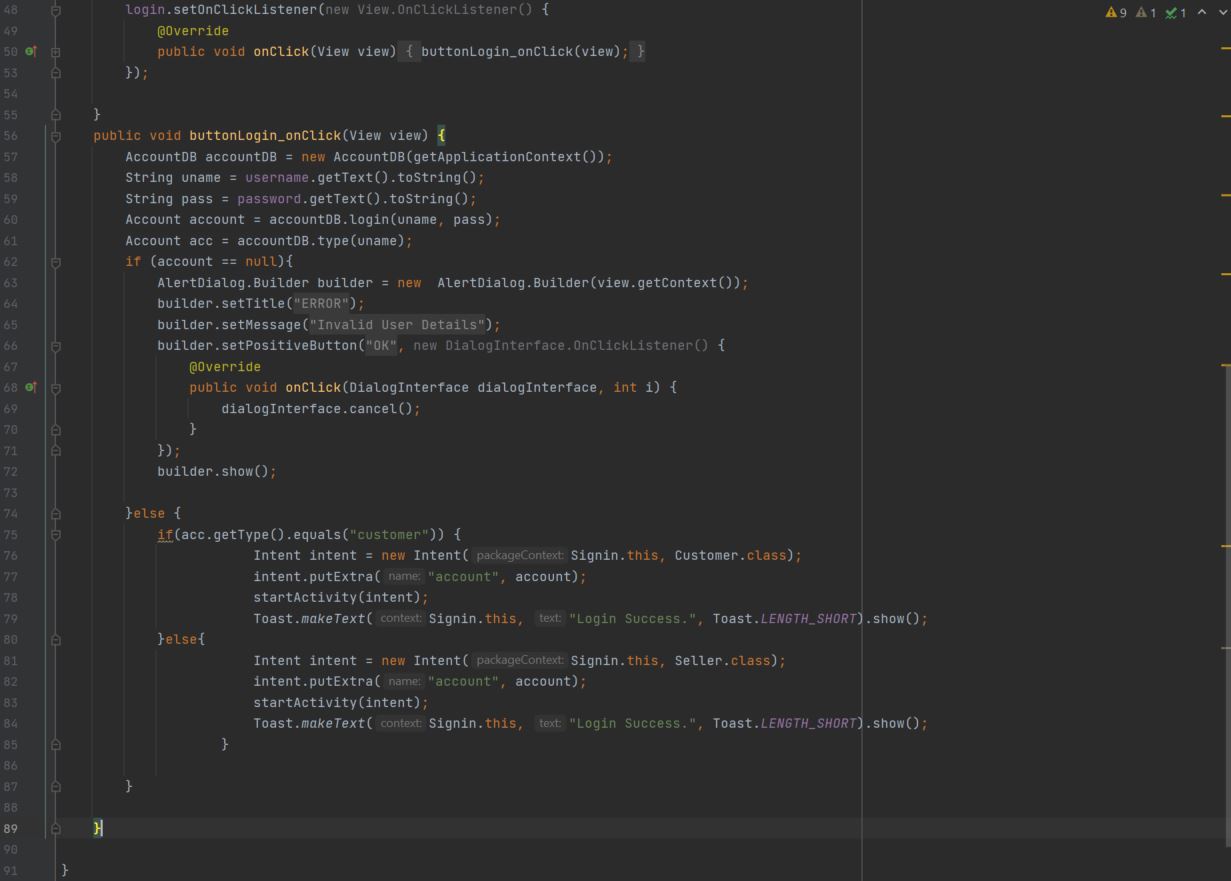 9 1 1
48 login.setOnClickListener(new View.OnClickListener() {
49 @Override
50 public void onClick(View view) { buttonLogin_onClick(view); }
53 });
54
55 }
56 public void buttonLogin_onClick(View view) {
57 AccountDB accountDB = new AccountDB(getApplicationContext());
58 String uname = username.getText().toString();
59 String pass = password.getText().toString();
60 Account account = accountDB.login(uname, pass);
61 Account acc = accountDB.type(uname);
62 if (account == null){
63 AlertDialog.Builder builder = new  AlertDialog.Builder(view.getContext());
64 builder.setTitle("ERROR");
65 builder.setMessage("Invalid User Details");
66 builder.setPositiveButton("OK", new DialogInterface.OnClickListener() {
67 @Override
68 public void onClick(DialogInterface dialogInterface, int i) {
69 dialogInterface.cancel();
70 }
71 });
72 builder.show();
73
74 }else {
75 if(acc.getType().equals("customer")) {
76 Intent intent = new Intent( packageContext: Signin.this, Customer.class);
77 intent.putExtra( name: "account", account);
78 startActivity(intent);
79 Toast.makeText( context: Signin.this, text: "Login Success.", Toast.LENGTH_SHORT).show();
80 }else{
81 Intent intent = new Intent( packageContext: Signin.this, Seller.class);
82 intent.putExtra( name: "account", account);
83 startActivity(intent);
84 Toast.makeText( context: Signin.this, text: "Login Success.", Toast.LENGTH_SHORT).show();
85 }
86
87 }
88
89 }
90
91 }